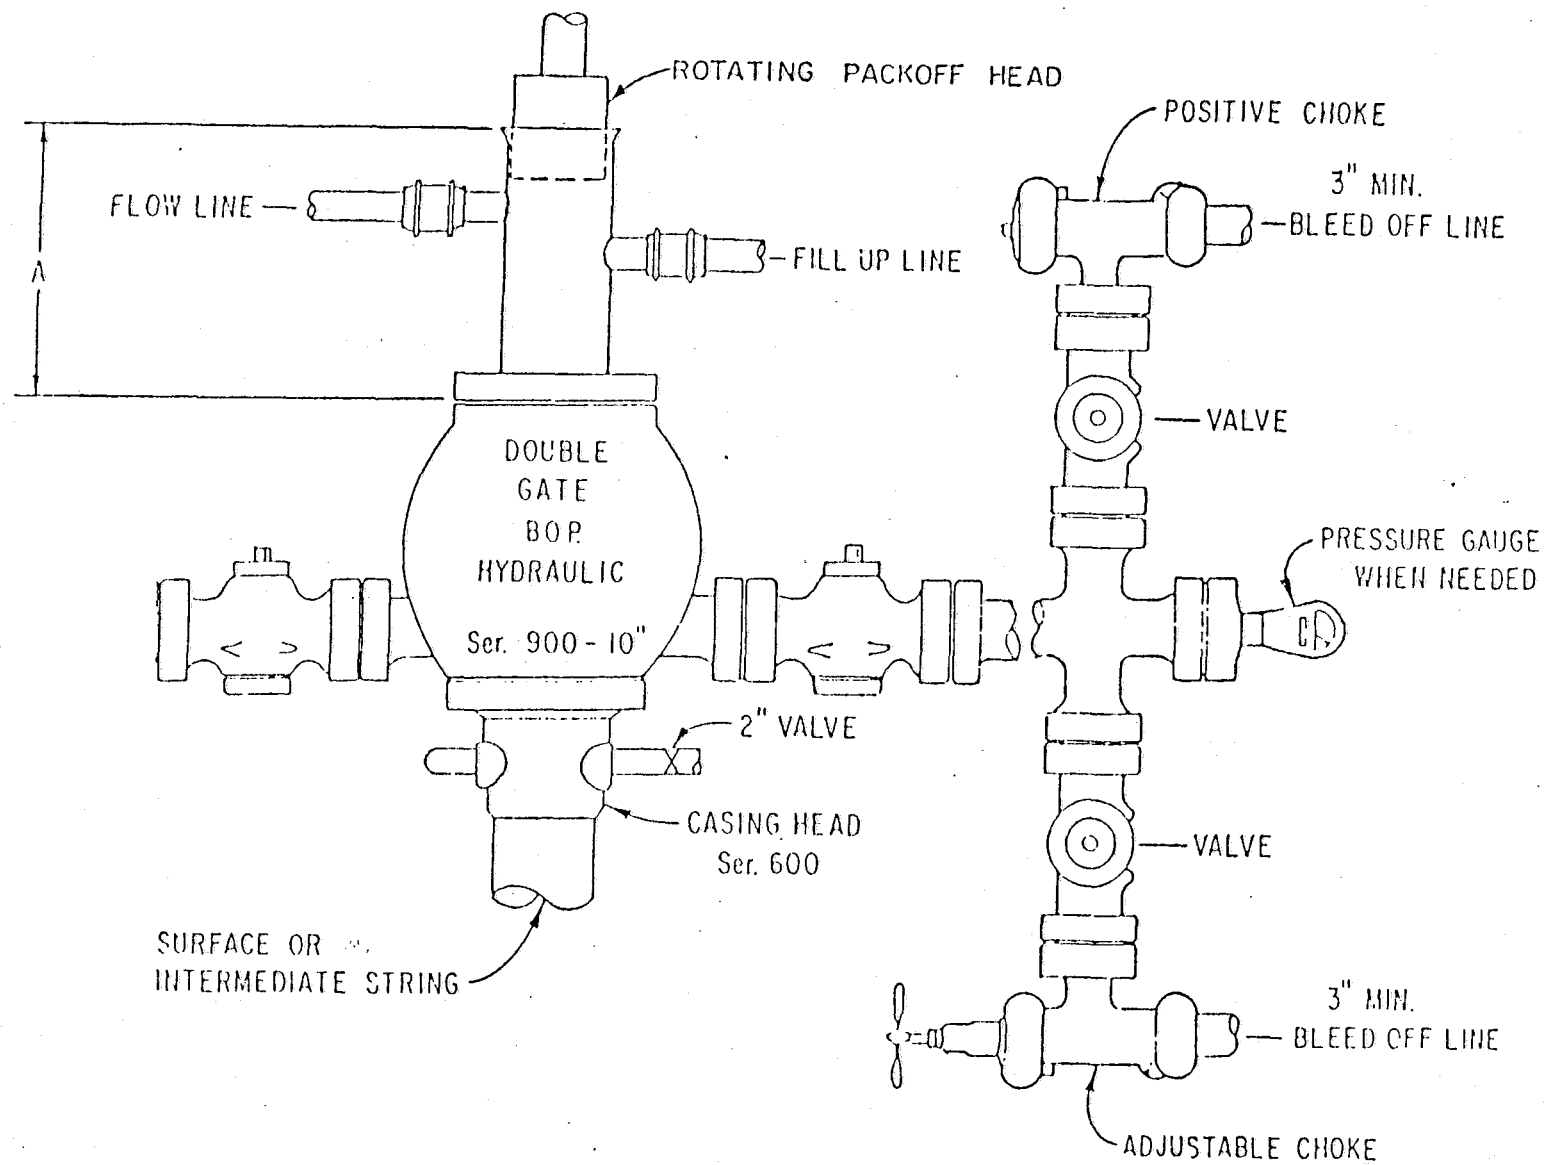 ROTATING PACKOFF HEAD
POSITIVE CHOKE
3" MIN.
BLEED OFF LINE
FLOW LINE
FILL UP LINE
A
VALVE
DOUBLE
GATE
B O P.
HYDRAULIC
Ser. 900 - 10"
PRESSURE GAUGE
WHEN NEEDED
2" VALVE
CASING HEAD
Ser. 600
VALVE
SURFACE OR
INTERMEDIATE STRING
3" MIN.
BLEED OFF LINE
ADJUSTABLE CHOKE